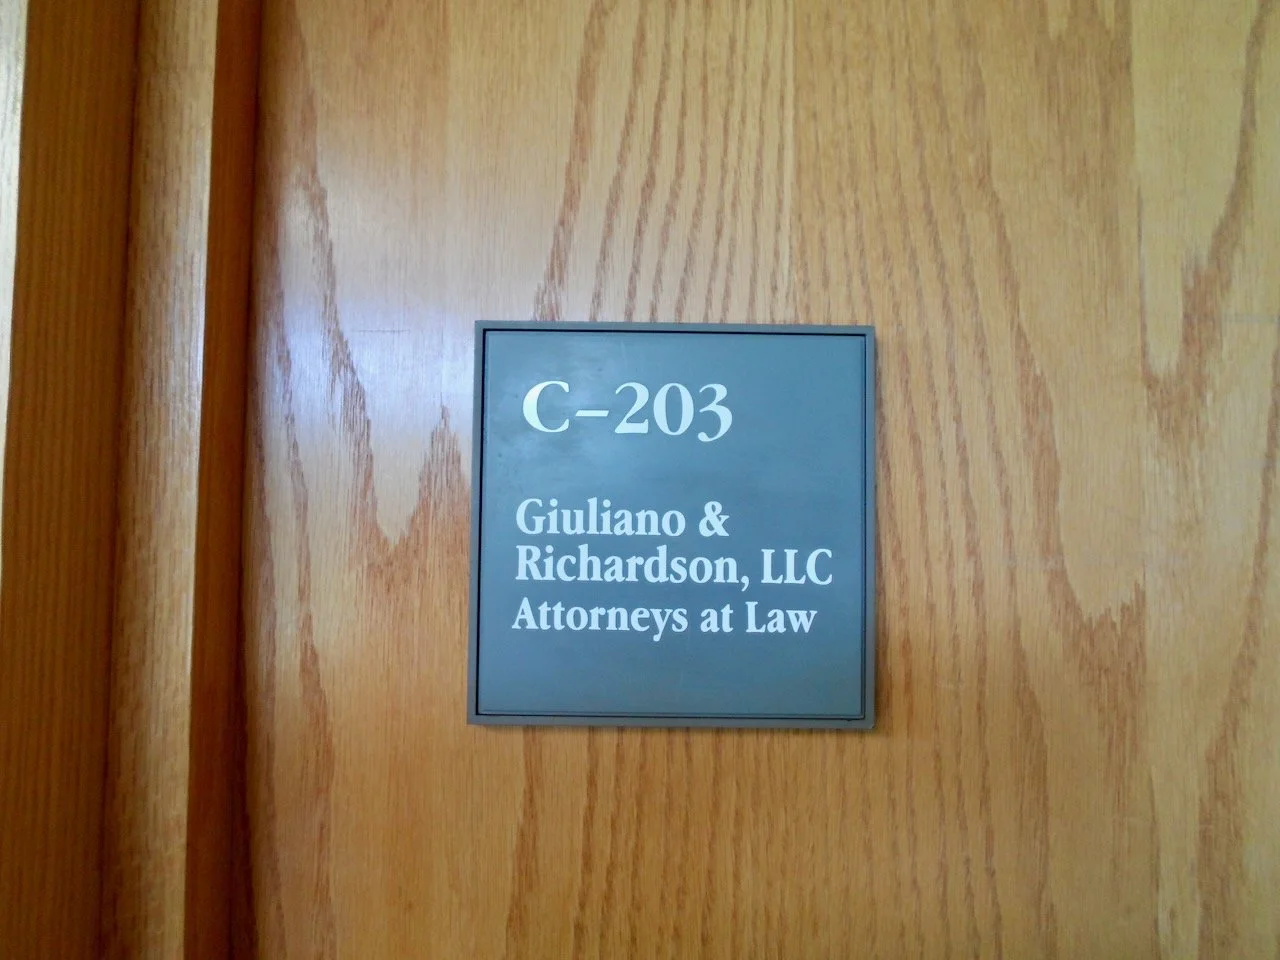 C-203
Giuliano &
Richardson, LLC
Attorneys at Law